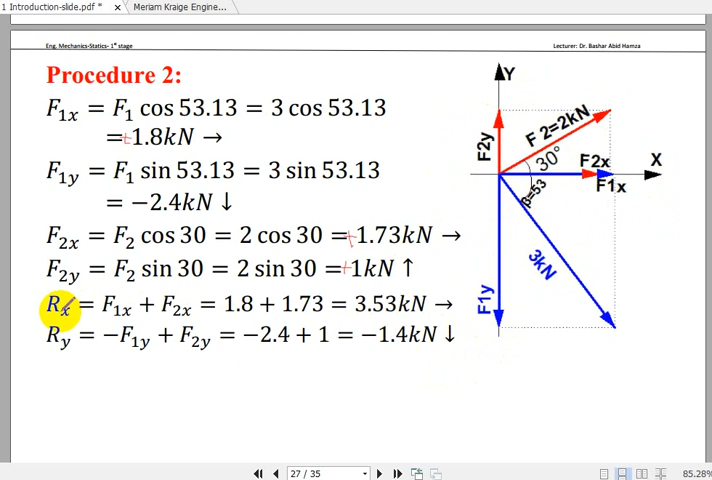 1 Introduction-slide.pdf * × Meriam Kraige Engine... ×
Eng. Mechanics-Statics- 1st stage Lecturer: Dr. Bashar Abid Hamza
Procedure 2:
F₁ₓ = F₁ cos 53.13 = 3 cos 53.13
=+1.8kN →
F₁y = F₁ sin 53.13 = 3 sin 53.13
= −2.4kN ↓
F₂ₓ = F₂ cos 30 = 2 cos 30 =+1.73kN →
F₂y = F₂ sin 30 = 2 sin 30 =+1kN ↑
Rₓ = F₁ₓ + F₂ₓ = 1.8 + 1.73 = 3.53kN →
Ry = −F₁y + F₂y = −2.4 + 1 = −1.4kN ↓
Y
F 2=2kN
F2y
30°
F2x
X
F1x
β=53
3kN
F1y
27 / 35
85.28%